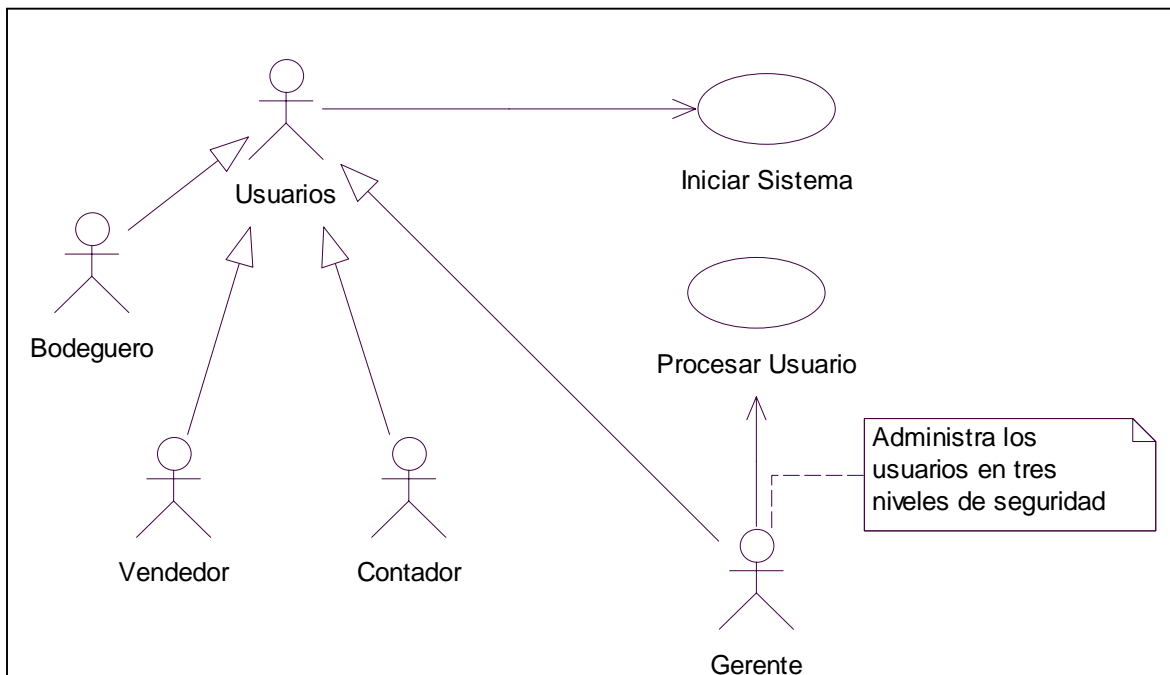 Usuarios
Iniciar Sistema
Bodeguero
Procesar Usuario
Administra los
usuarios en tres
niveles de seguridad
Vendedor
Contador
Gerente